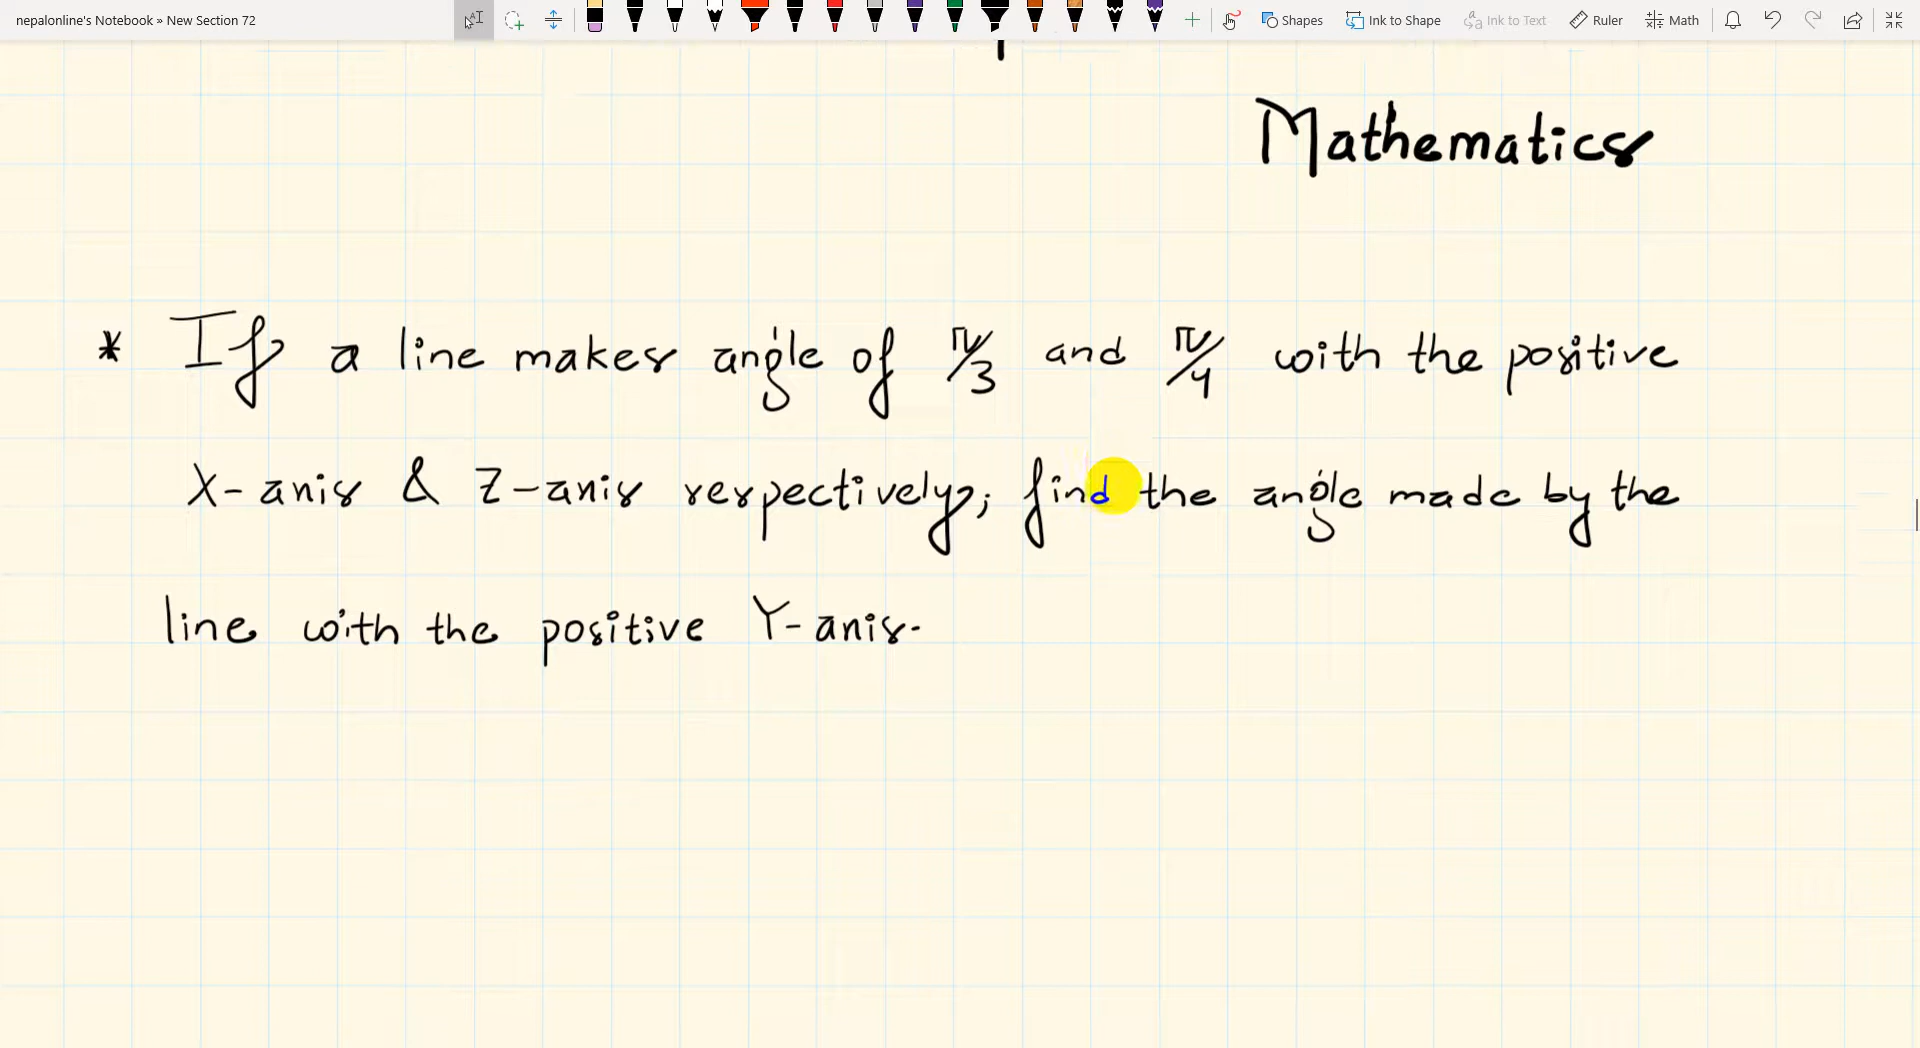 nepalonline's Notebook » New Section 72
Shapes Ink to Shape Ink to Text Ruler Math
Mathematics
* If a line makes angle of π/3 and π/4 with the positive
X-axis & Z-axis respectively, find the angle made by the
line with the positive Y-axis.